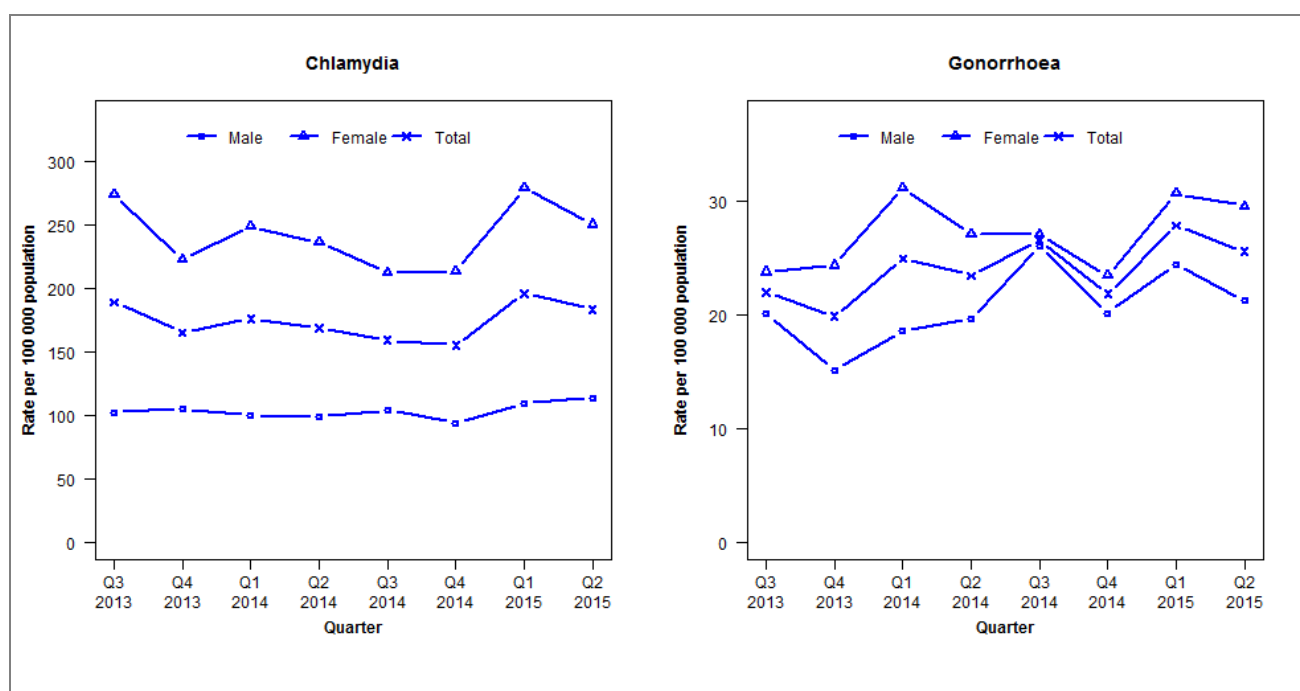 Chlamydia
Male Female Total
300
250
200
150
100
50
0
Rate per 100 000 population
Q3 Q4 Q1 Q2 Q3 Q4 Q1 Q2
2013 2013 2014 2014 2014 2014 2015 2015
Quarter
Gonorrhoea
Male Female Total
30
20
10
0
Rate per 100 000 population
Q3 Q4 Q1 Q2 Q3 Q4 Q1 Q2
2013 2013 2014 2014 2014 2014 2015 2015
Quarter